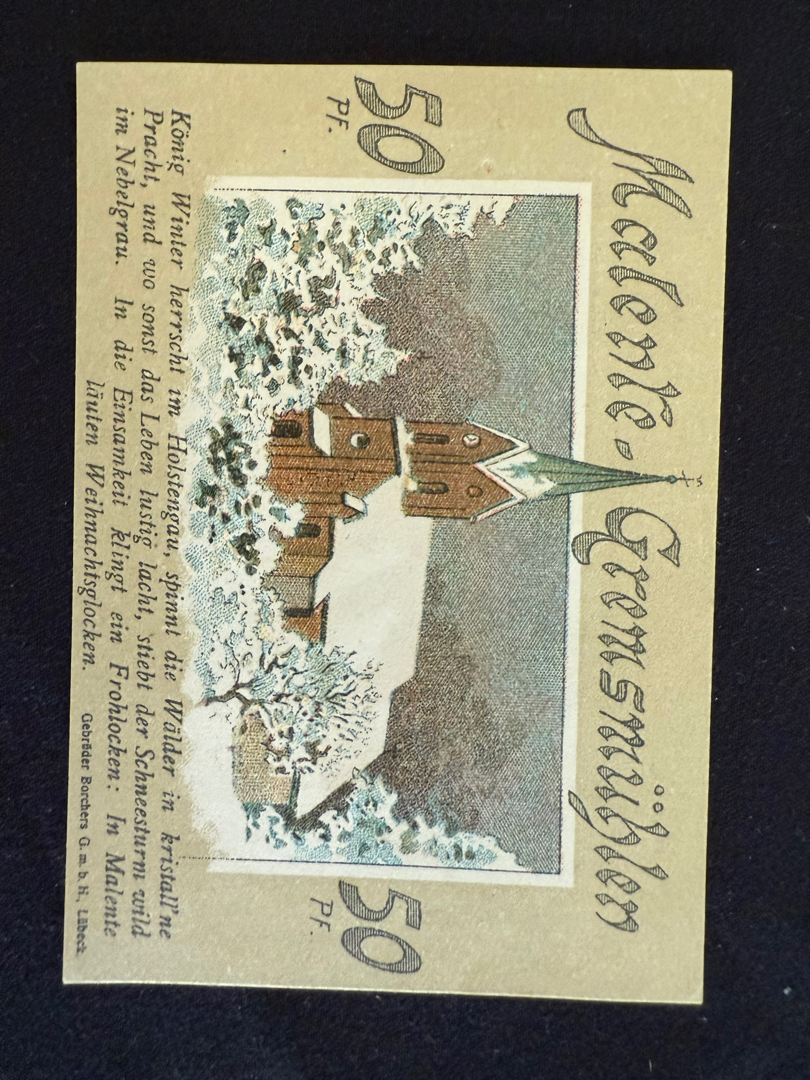 Malente-Gremsmühlen
50
PF.
50
PF.
König Winter herrscht im Holstengau, spinnt die Wälder in kristall'ne
Pracht, und wo sonst das Leben lustig lacht, stiebt der Schneesturm wild
im Nebelgrau. In die Einsamkeit klingt ein Frohlocken: In Malente
läuten Weihnachtsglocken.
Gebrüder Borchers G. m. b. H., Lübeck